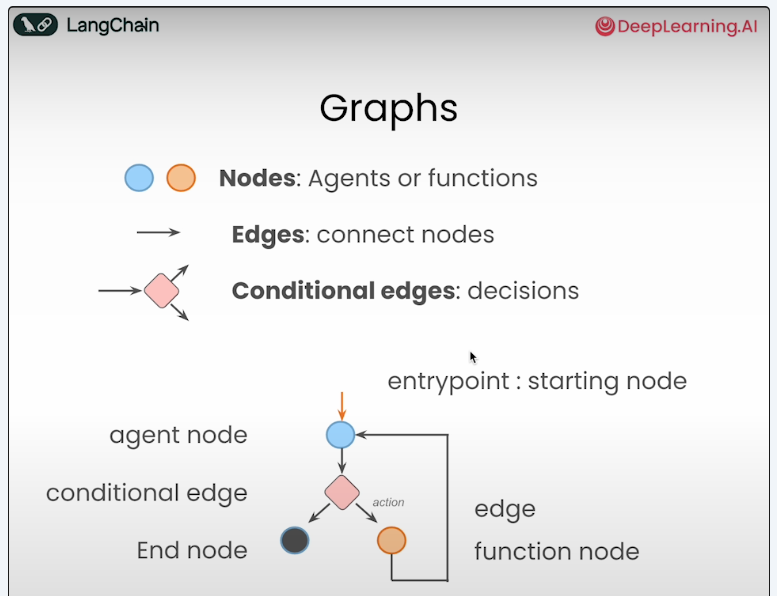 LangChain
DeepLearning.AI
Graphs
Nodes: Agents or functions
Edges: connect nodes
Conditional edges: decisions
entrypoint : starting node
agent node
conditional edge
action
edge
End node
function node